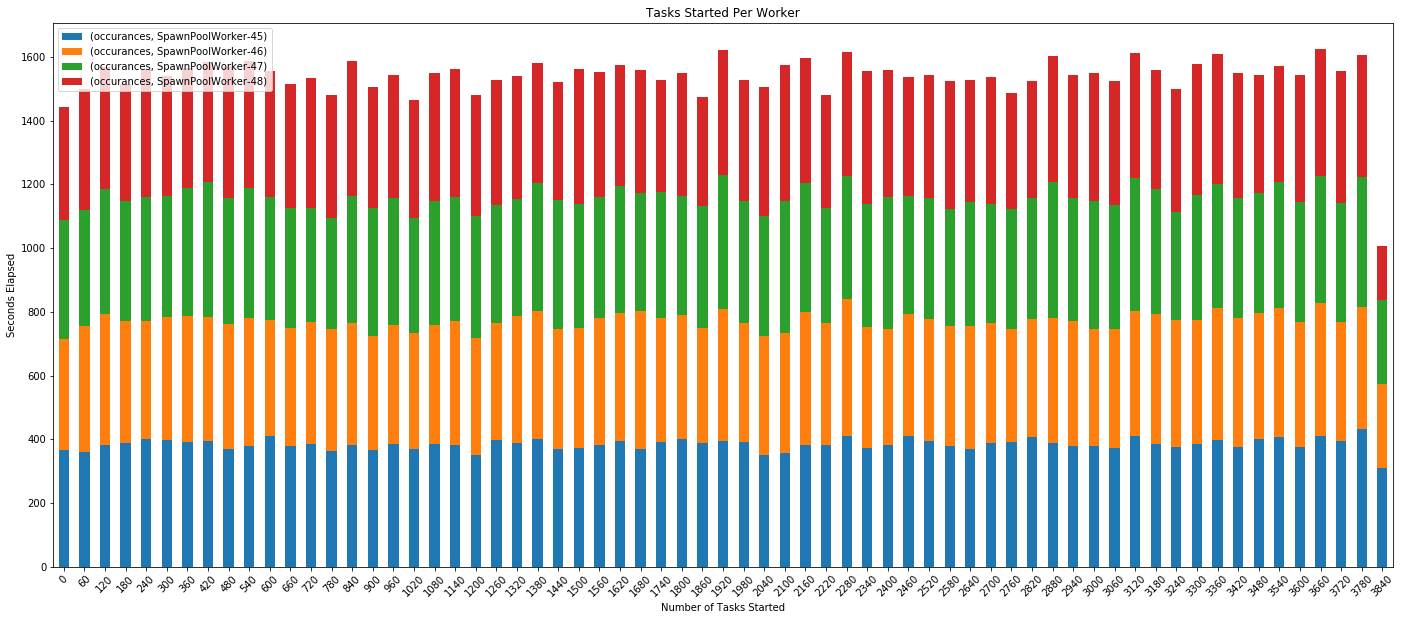 Tasks Started Per Worker
(occurances, SpawnPoolWorker-45)
(occurances, SpawnPoolWorker-46)
(occurances, SpawnPoolWorker-47)
(occurances, SpawnPoolWorker-48)
Seconds Elapsed
1600
1400
1200
1000
800
600
400
200
0
0 60 120 180 240 300 360 420 480 540 600 660 720 780 840 900 960 1020 1080 1140 1200 1260 1320 1380 1440 1500 1560 1620 1680 1740 1800 1860 1920 1980 2040 2100 2160 2220 2280 2340 2400 2460 2520 2580 2640 2700 2760 2820 2880 2940 3000 3060 3120 3180 3240 3300 3360 3420 3480 3540 3600 3660 3720 3780 3840
Number of Tasks Started